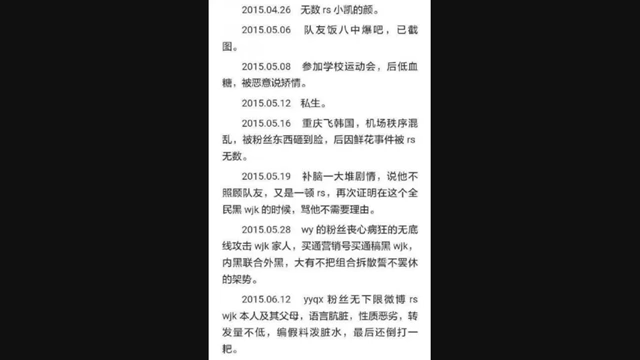 2015.04.26 无数 rs 小凯的颜。
2015.05.06 队友饭八中爆吧，已截
图。
2015.05.08 参加学校运动会，后低血
糖，被恶意说矫情。
2015.05.12 私生。
2015.05.16 重庆飞韩国，机场秩序混
乱，被粉丝东西砸到脸，后因鲜花事件被 rs
无数。
2015.05.19 补脑一大堆剧情，说他不
照顾队友，又是一顿 rs，再次证明在这个全
民黑 wjk 的时候，骂他不需要理由。
2015.05.28 wy 的粉丝丧心病狂的无底
线攻击 wjk 家人，买通营销号买通稿黑 wjk，
内黑联合外黑，大有不把组合拆散誓不罢休
的架势。
2015.06.12 yyqx 粉丝无下限微博 rs
wjk 本人及其父母，语言肮脏，性质恶劣，转
发量不低，编假料泼脏水，最后还倒打一
耙。